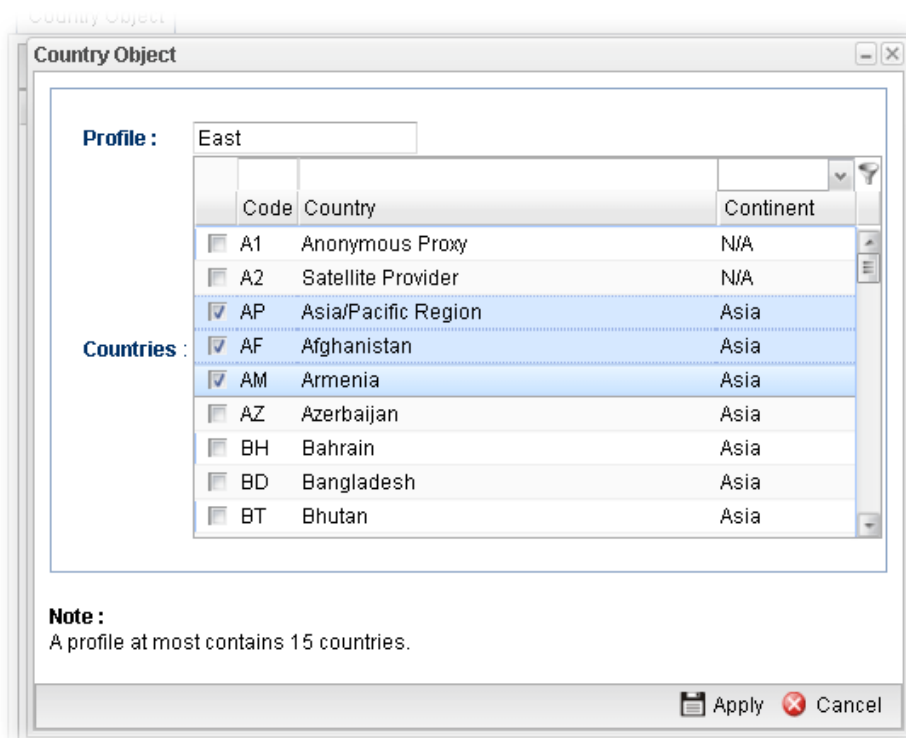 Country Object
Country Object
Profile : East
Code Country Continent
A1 Anonymous Proxy N/A
A2 Satellite Provider N/A
AP Asia/Pacific Region Asia
AF Afghanistan Asia
Countries :
AM Armenia Asia
AZ Azerbaijan Asia
BH Bahrain Asia
BD Bangladesh Asia
BT Bhutan Asia
Note :
A profile at most contains 15 countries.
Apply Cancel